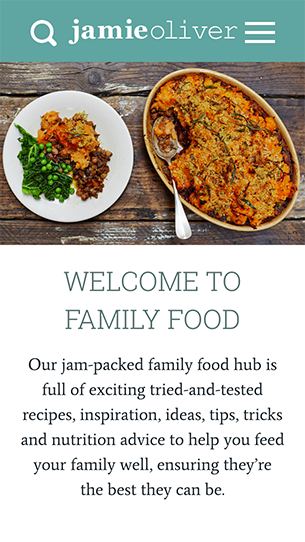 jamieoliver
WELCOME TO
FAMILY FOOD
Our jam-packed family food hub is
full of exciting tried-and-tested
recipes, inspiration, ideas, tips, tricks
and nutrition advice to help you feed
your family well, ensuring they’re
the best they can be.